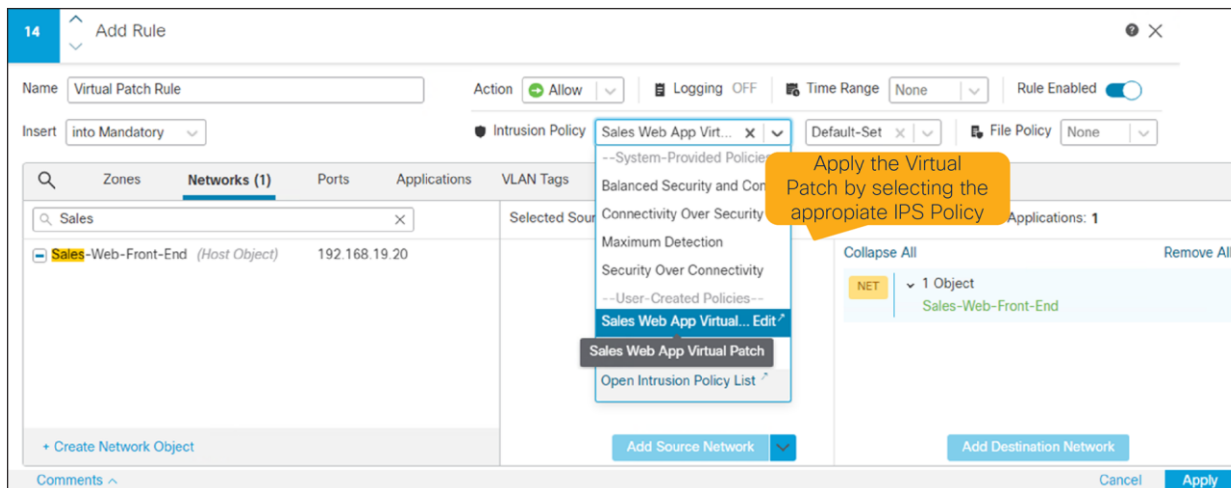 14 Add Rule
Name Virtual Patch Rule Action Allow Logging OFF Time Range None Rule Enabled
Insert into Mandatory Intrusion Policy Sales Web App Virt... Default-Set File Policy None
Zones Networks (1) Ports Applications VLAN Tags
Sales
Sales-Web-Front-End (Host Object) 192.168.19.20
+ Create Network Object
Selected Sour
--System-Provided Policies
Balanced Security and Con
Connectivity Over Security
Maximum Detection
Security Over Connectivity
--User-Created Policies--
Sales Web App Virtual... Edit
Sales Web App Virtual Patch
Open Intrusion Policy List
Add Source Network
Apply the Virtual
Patch by selecting the
appropiate IPS Policy
Applications: 1
Collapse All Remove All
NET 1 Object
Sales-Web-Front-End
Add Destination Network
Comments Cancel Apply